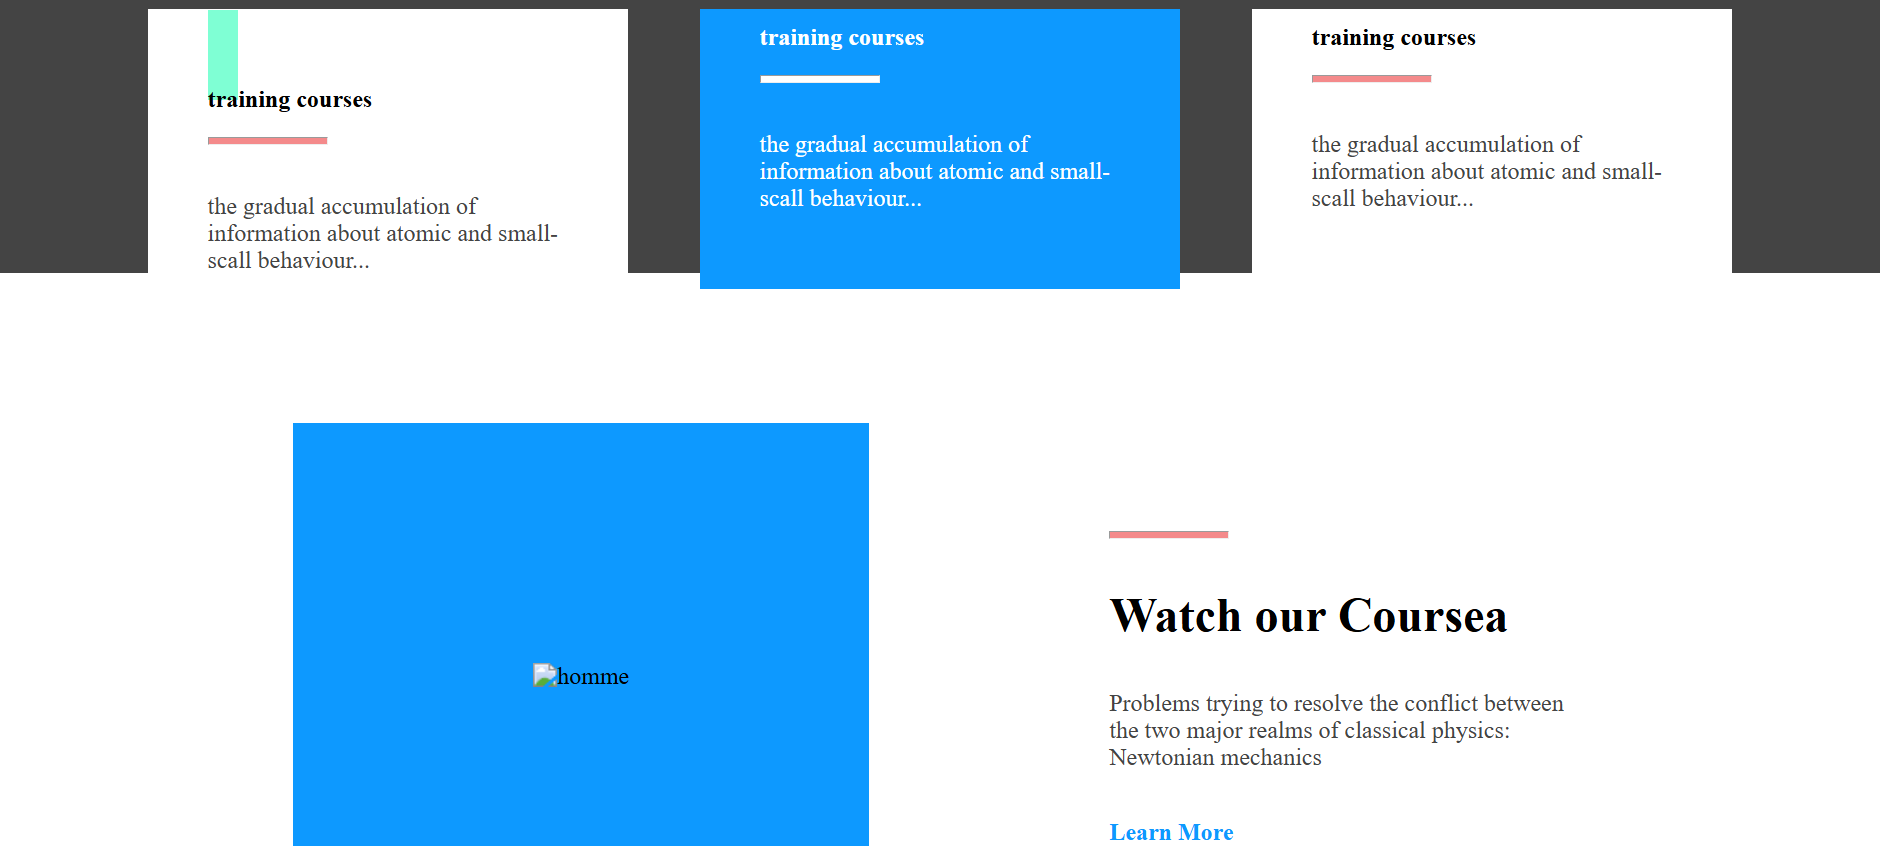 training courses
the gradual accumulation of
information about atomic and small-
scall behaviour...
training courses
the gradual accumulation of
information about atomic and small-
scall behaviour...
training courses
the gradual accumulation of
information about atomic and small-
scall behaviour...
homme
Watch our Coursea
Problems trying to resolve the conflict between
the two major realms of classical physics:
Newtonian mechanics
Learn More